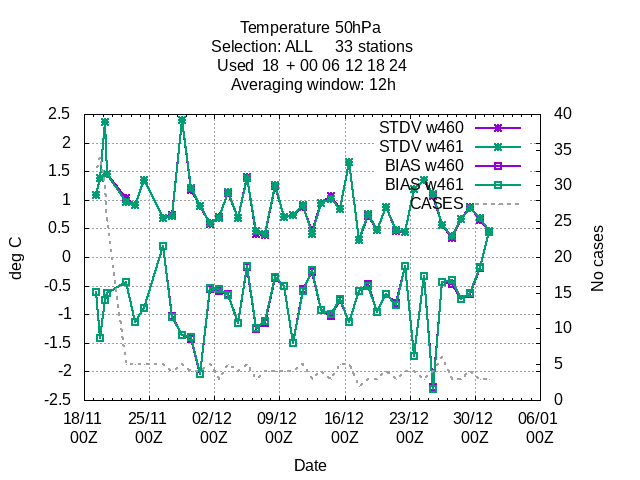 Temperature 50hPa
Selection: ALL 33 stations
Used 18 + 00 06 12 18 24
Averaging window: 12h
STDV w460
STDV w461
BIAS w460
BIAS w461
CASES
deg C
2.5
2
1.5
1
0.5
0
-0.5
-1
-1.5
-2
-2.5
No cases
40
35
30
25
20
15
10
5
0
18/11 25/11 02/12 09/12 16/12 23/12 30/12 06/01
00Z 00Z 00Z 00Z 00Z 00Z 00Z 00Z
Date